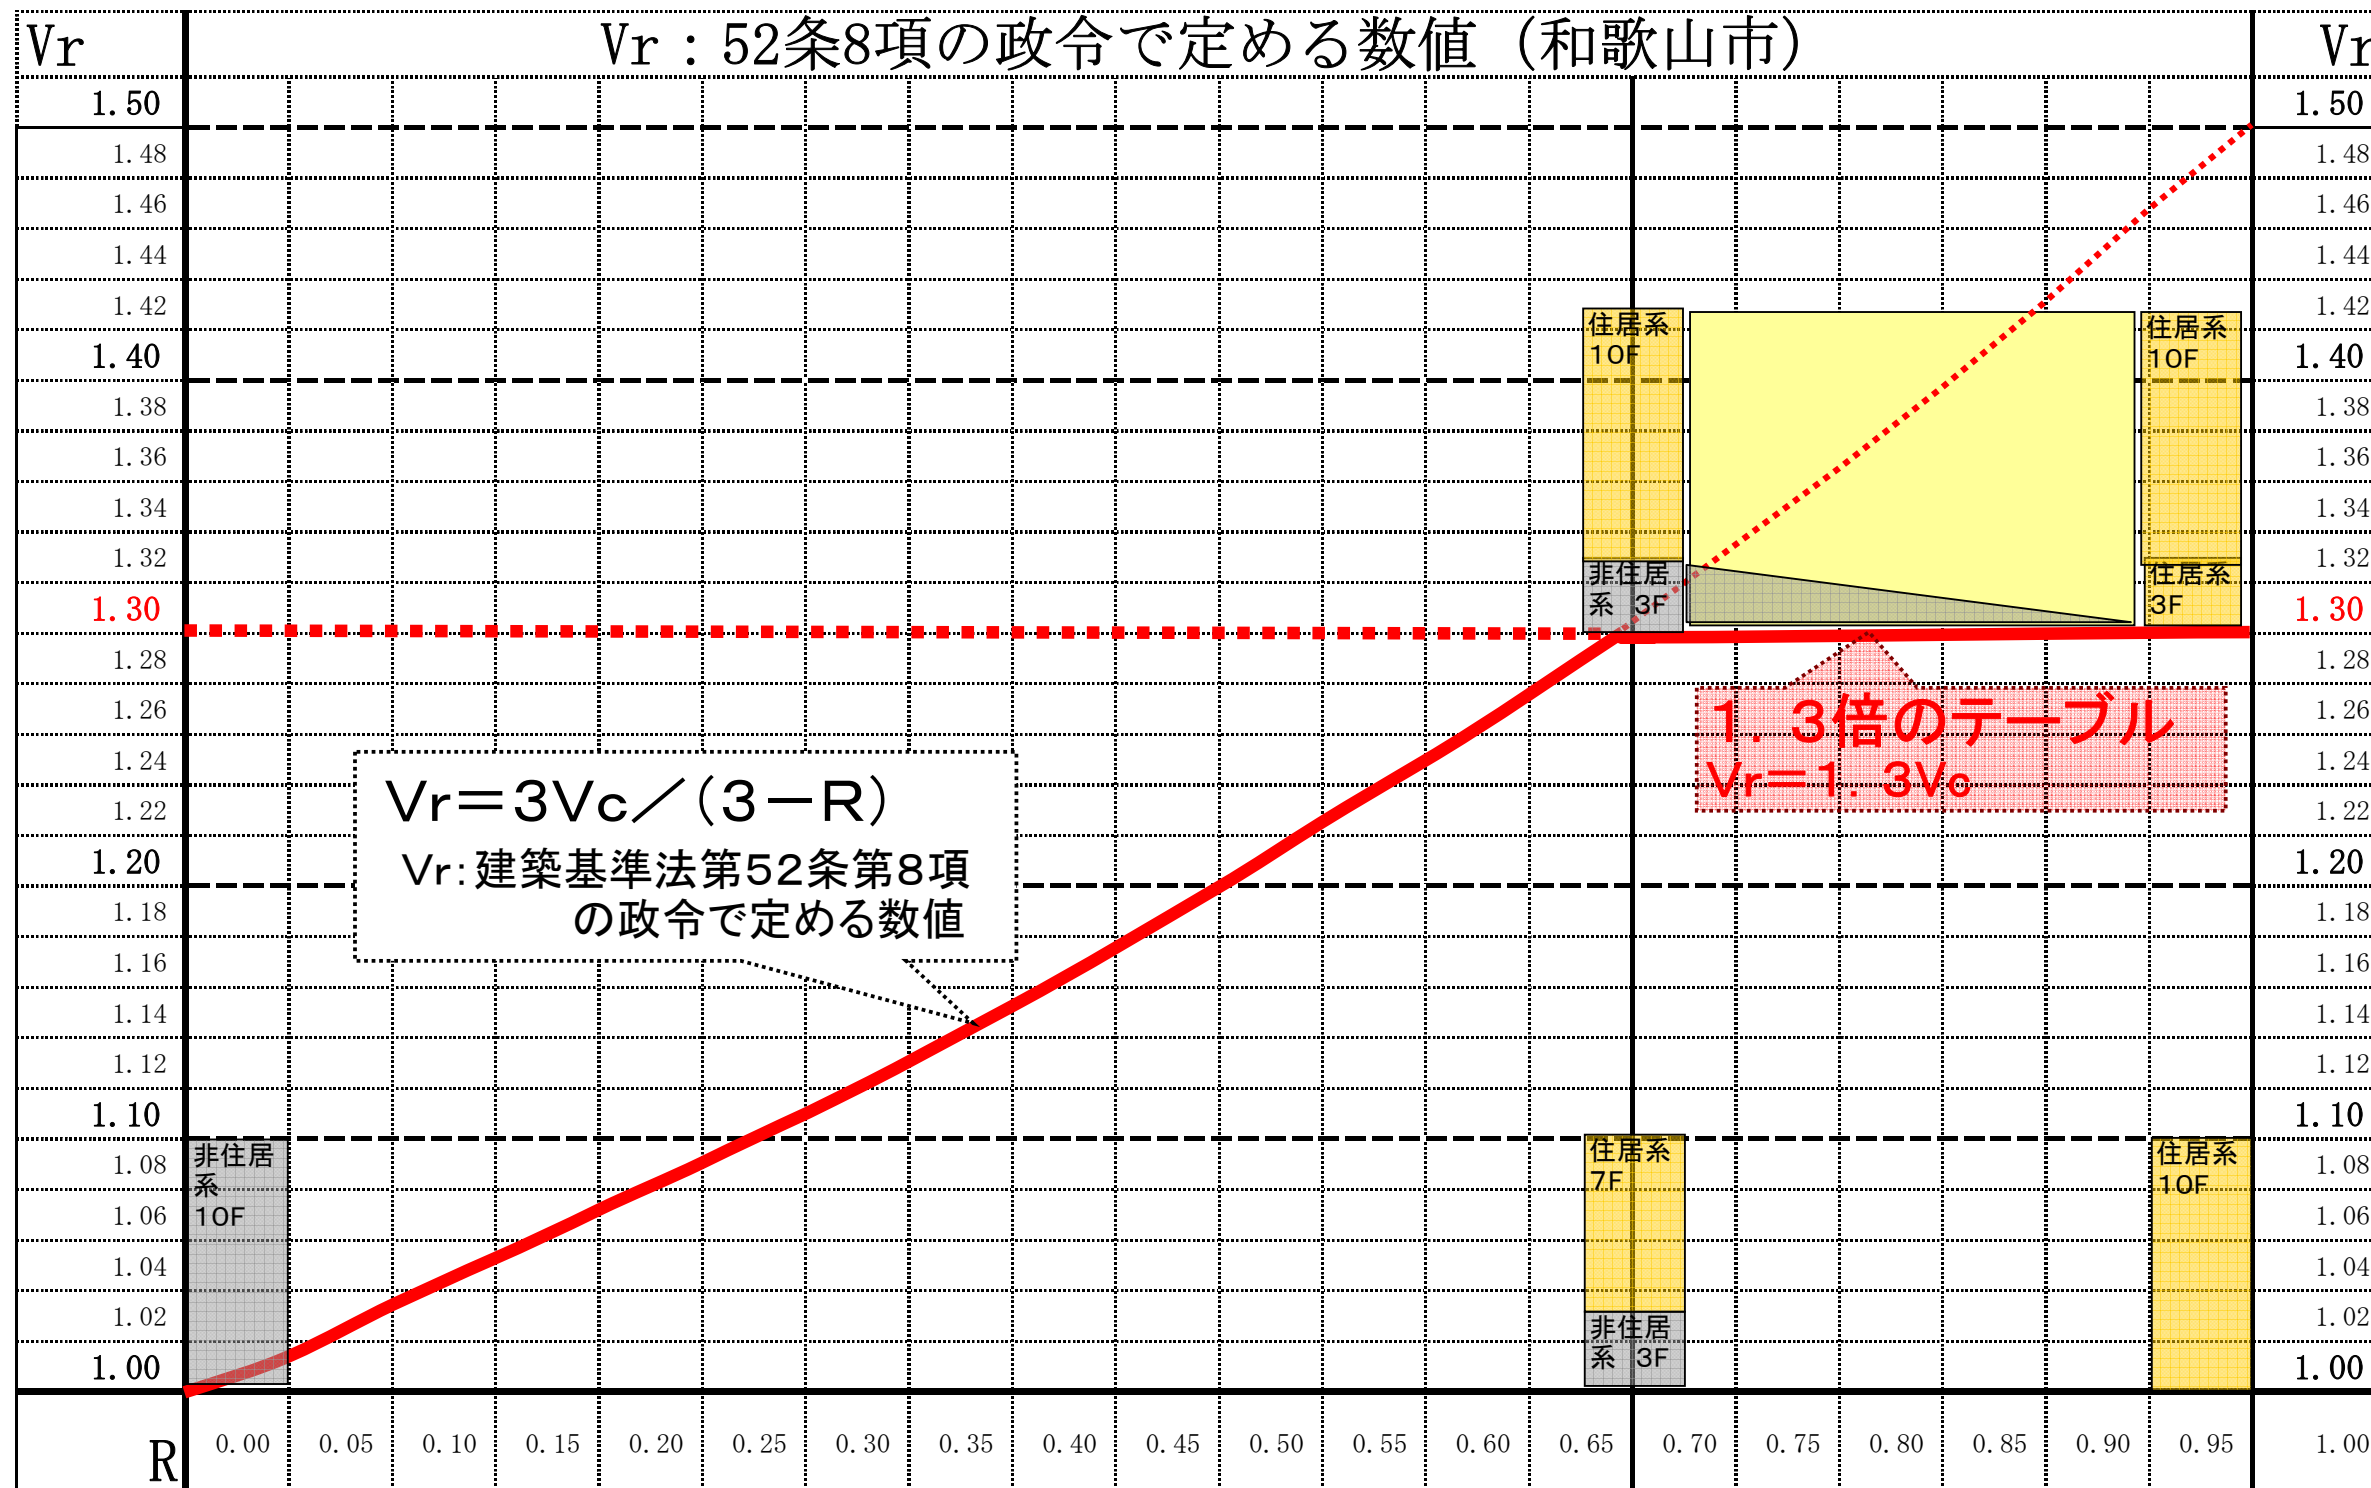 Vr
Vr：52条8項の政令で定める数値（和歌山市）
Vr
1.50
1.50
1.48
1.48
1.46
1.46
1.44
1.44
1.42
1.42
住居系
10F
住居系
10F
1.40
1.40
1.38
1.38
1.36
1.36
1.34
1.34
1.32
1.32
非住居
系 3F
住居系
3F
1.30
1.30
1.28
1.28
1.26
1.26
1．3倍のテーブル
Vr＝1．3Vc
1.24
1.24
Vr＝3Vc／（3－R）
Vr：建築基準法第52条第8項
の政令で定める数値
1.22
1.22
1.20
1.20
1.18
1.18
1.16
1.16
1.14
1.14
1.12
1.12
1.10
1.10
非住居
系
10F
住居系
7F
住居系
10F
1.08
1.08
1.06
1.06
1.04
1.04
1.02
1.02
非住居
系 3F
1.00
1.00
R
0.00 0.05 0.10 0.15 0.20 0.25 0.30 0.35 0.40 0.45 0.50 0.55 0.60 0.65 0.70 0.75 0.80 0.85 0.90 0.95 1.00